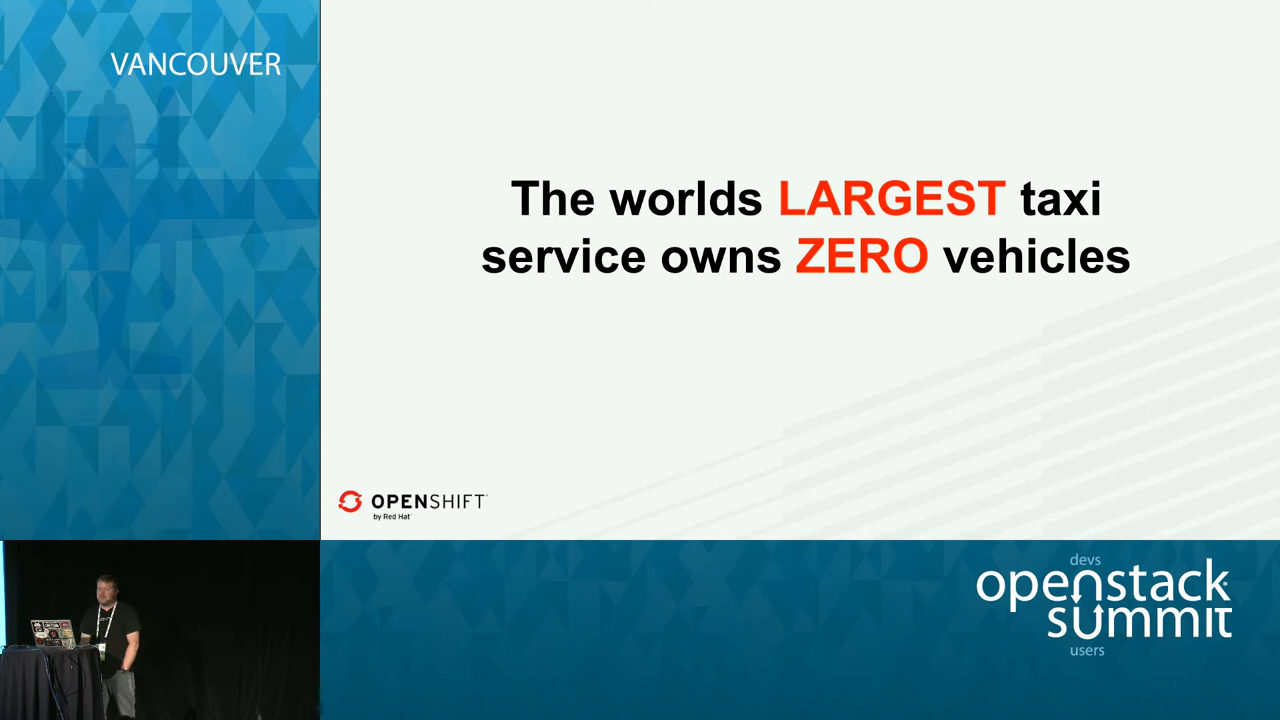 VANCOUVER
The worlds LARGEST taxi
service owns ZERO vehicles
OPENSHIFT
by Red Hat
devs
openstack
summit
users